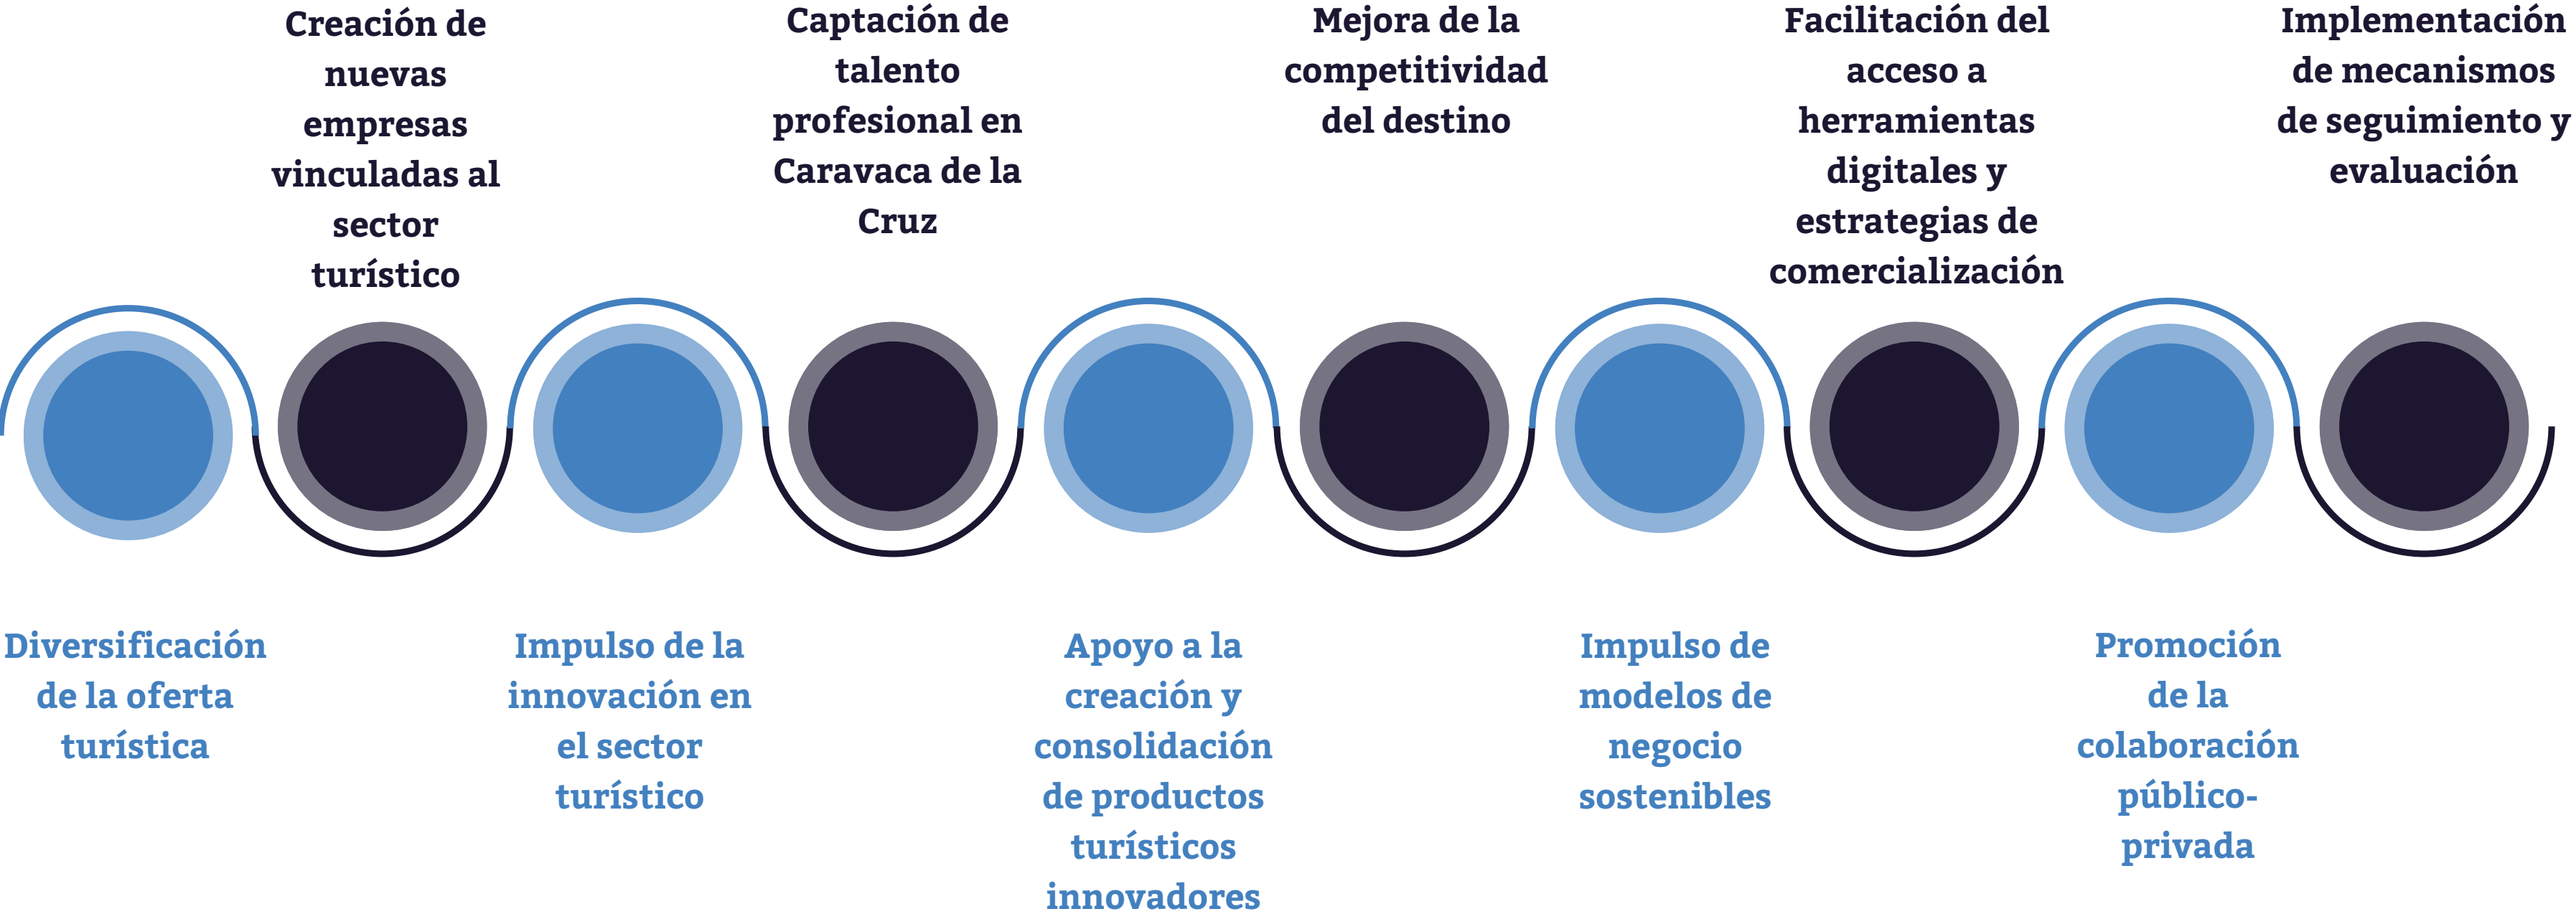 Diversificación
de la oferta
turística
Creación de
nuevas
empresas
vinculadas al
sector
turístico
Impulso de la
innovación en
el sector
turístico
Captación de
talento
profesional en
Caravaca de la
Cruz
Apoyo a la
creación y
consolidación
de productos
turísticos
innovadores
Mejora de la
competitividad
del destino
Impulso de
modelos de
negocio
sostenibles
Facilitación del
acceso a
herramientas
digitales y
estrategias de
comercialización
Promoción
de la
colaboración
público-
privada
Implementación
de mecanismos
de seguimiento y
evaluación